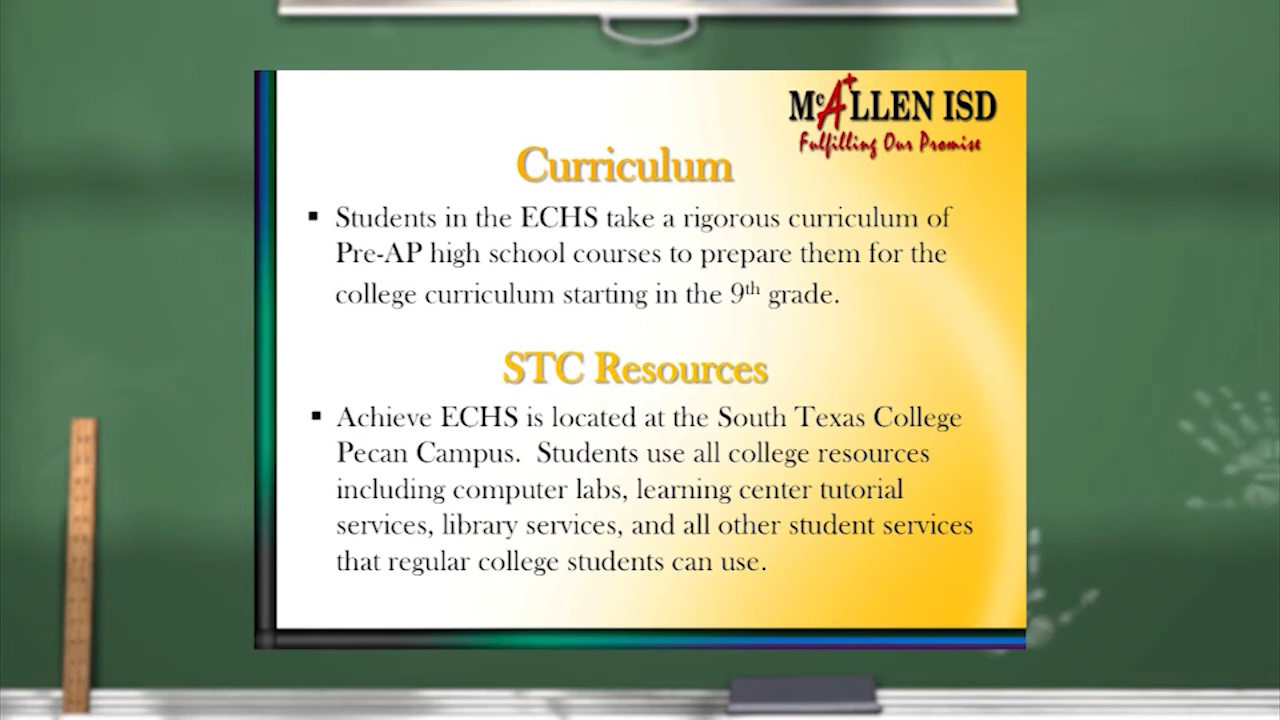 McALLEN ISD
Fulfilling Our Promise
Curriculum
▪ Students in the ECHS take a rigorous curriculum of
Pre-AP high school courses to prepare them for the
college curriculum starting in the 9th grade.
STC Resources
▪ Achieve ECHS is located at the South Texas College
Pecan Campus. Students use all college resources
including computer labs, learning center tutorial
services, library services, and all other student services
that regular college students can use.